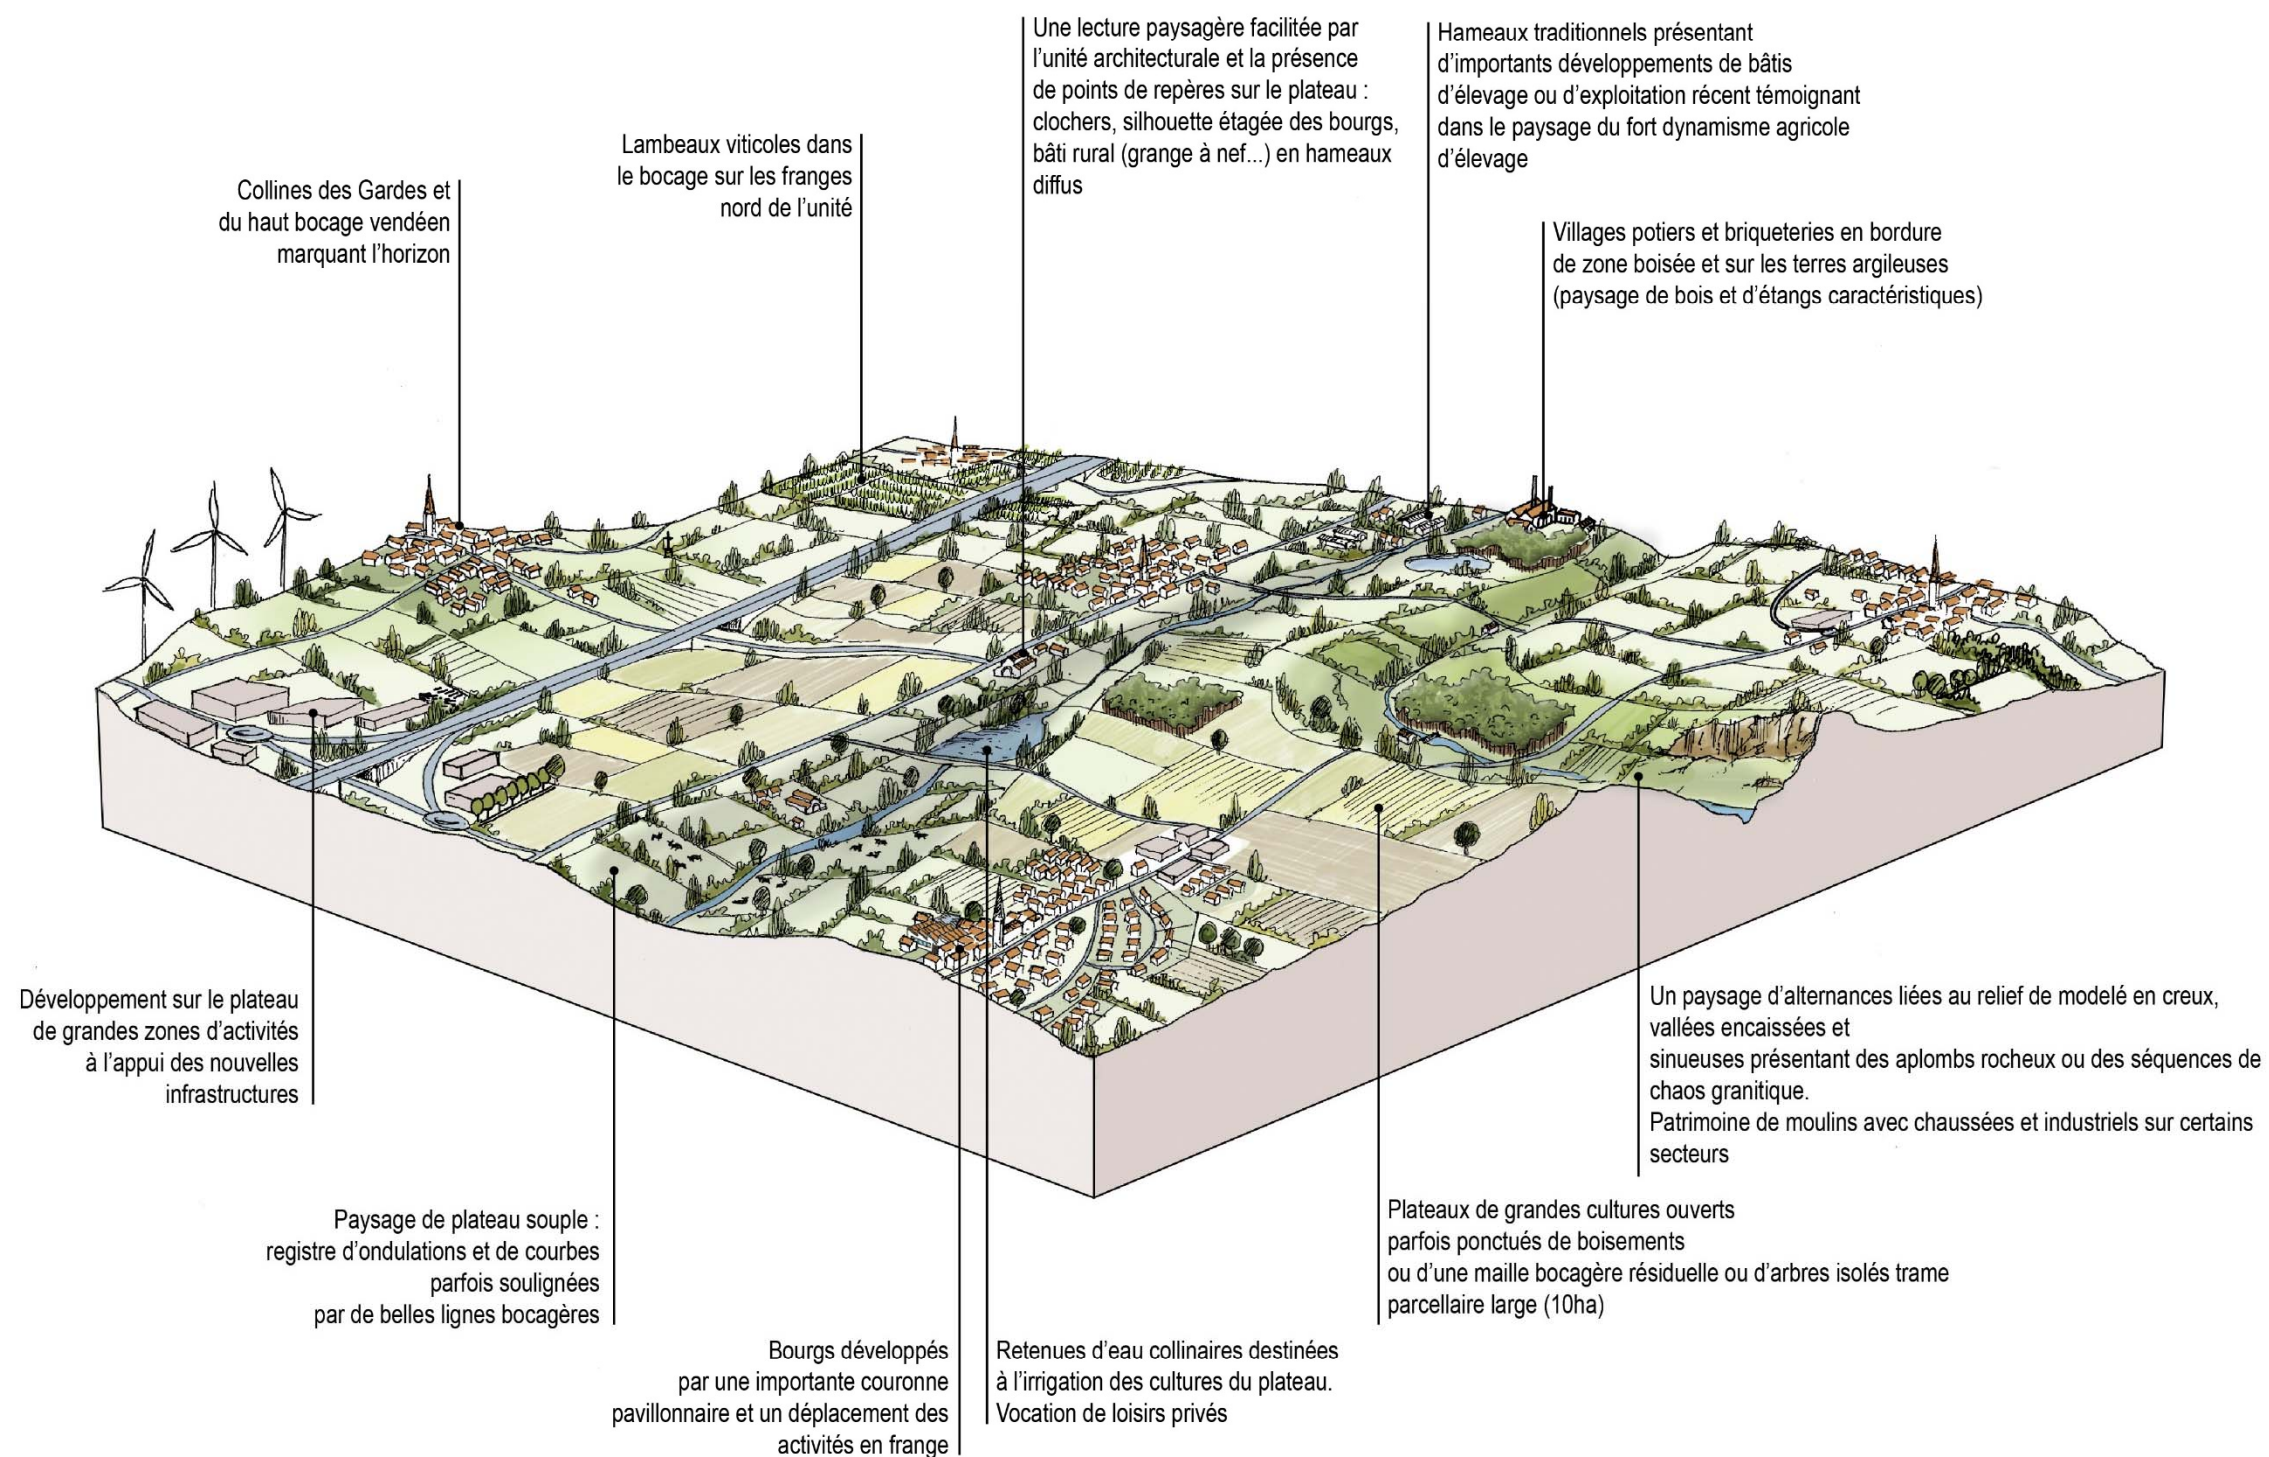 Une lecture paysagère facilitée par
l’unité architecturale et la présence
de points de repères sur le plateau :
clochers, silhouette étagée des bourgs,
bâti rural (grange à nef...) en hameaux
diffus
Hameaux traditionnels présentant
d’importants développements de bâtis
d’élevage ou d’exploitation récent témoignant
dans le paysage du fort dynamisme agricole
d’élevage
Lambeaux viticoles dans
le bocage sur les franges
nord de l’unité
Collines des Gardes et
du haut bocage vendéen
marquant l’horizon
Villages potiers et briqueteries en bordure
de zone boisée et sur les terres argileuses
(paysage de bois et d’étangs caractéristiques)
Développement sur le plateau
de grandes zones d’activités
à l’appui des nouvelles
infrastructures
Un paysage d’alternances liées au relief de modelé en creux,
vallées encaissées et
sinueuses présentant des aplombs rocheux ou des séquences de
chaos granitique.
Patrimoine de moulins avec chaussées et industriels sur certains
secteurs
Paysage de plateau souple :
registre d’ondulations et de courbes
parfois soulignées
par de belles lignes bocagères
Plateaux de grandes cultures ouverts
parfois ponctués de boisements
ou d’une maille bocagère résiduelle ou d’arbres isolés trame
parcellaire large (10ha)
Bourgs développés
par une importante couronne
pavillonnaire et un déplacement des
activités en frange
Retenues d’eau collinaires destinées
à l’irrigation des cultures du plateau.
Vocation de loisirs privés